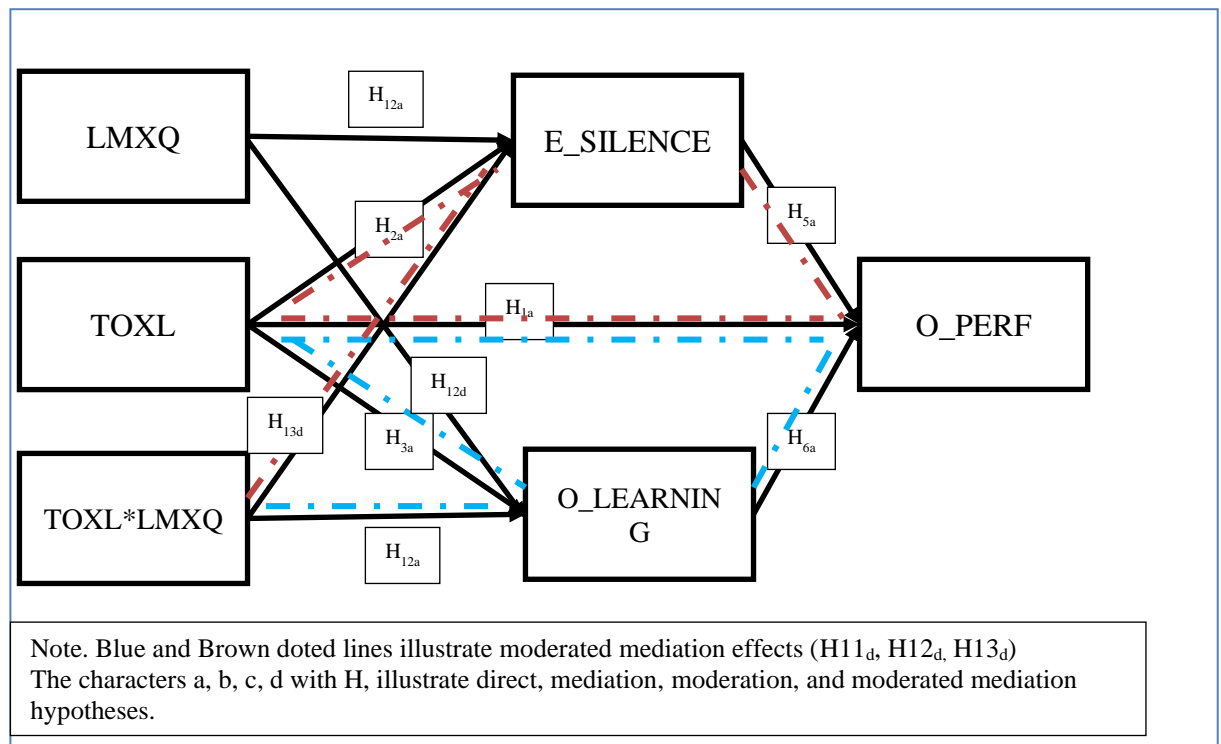 LMXQ
H12a
E_SILENCE
H2a
H5a
TOXL
H1a
O_PERF
H12d
H13d
H3a
H6a
TOXL*LMXQ
O_LEARNIN
G
H12a
Note. Blue and Brown doted lines illustrate moderated mediation effects (H11d, H12d, H13d)
The characters a, b, c, d with H, illustrate direct, mediation, moderation, and moderated mediation
hypotheses.